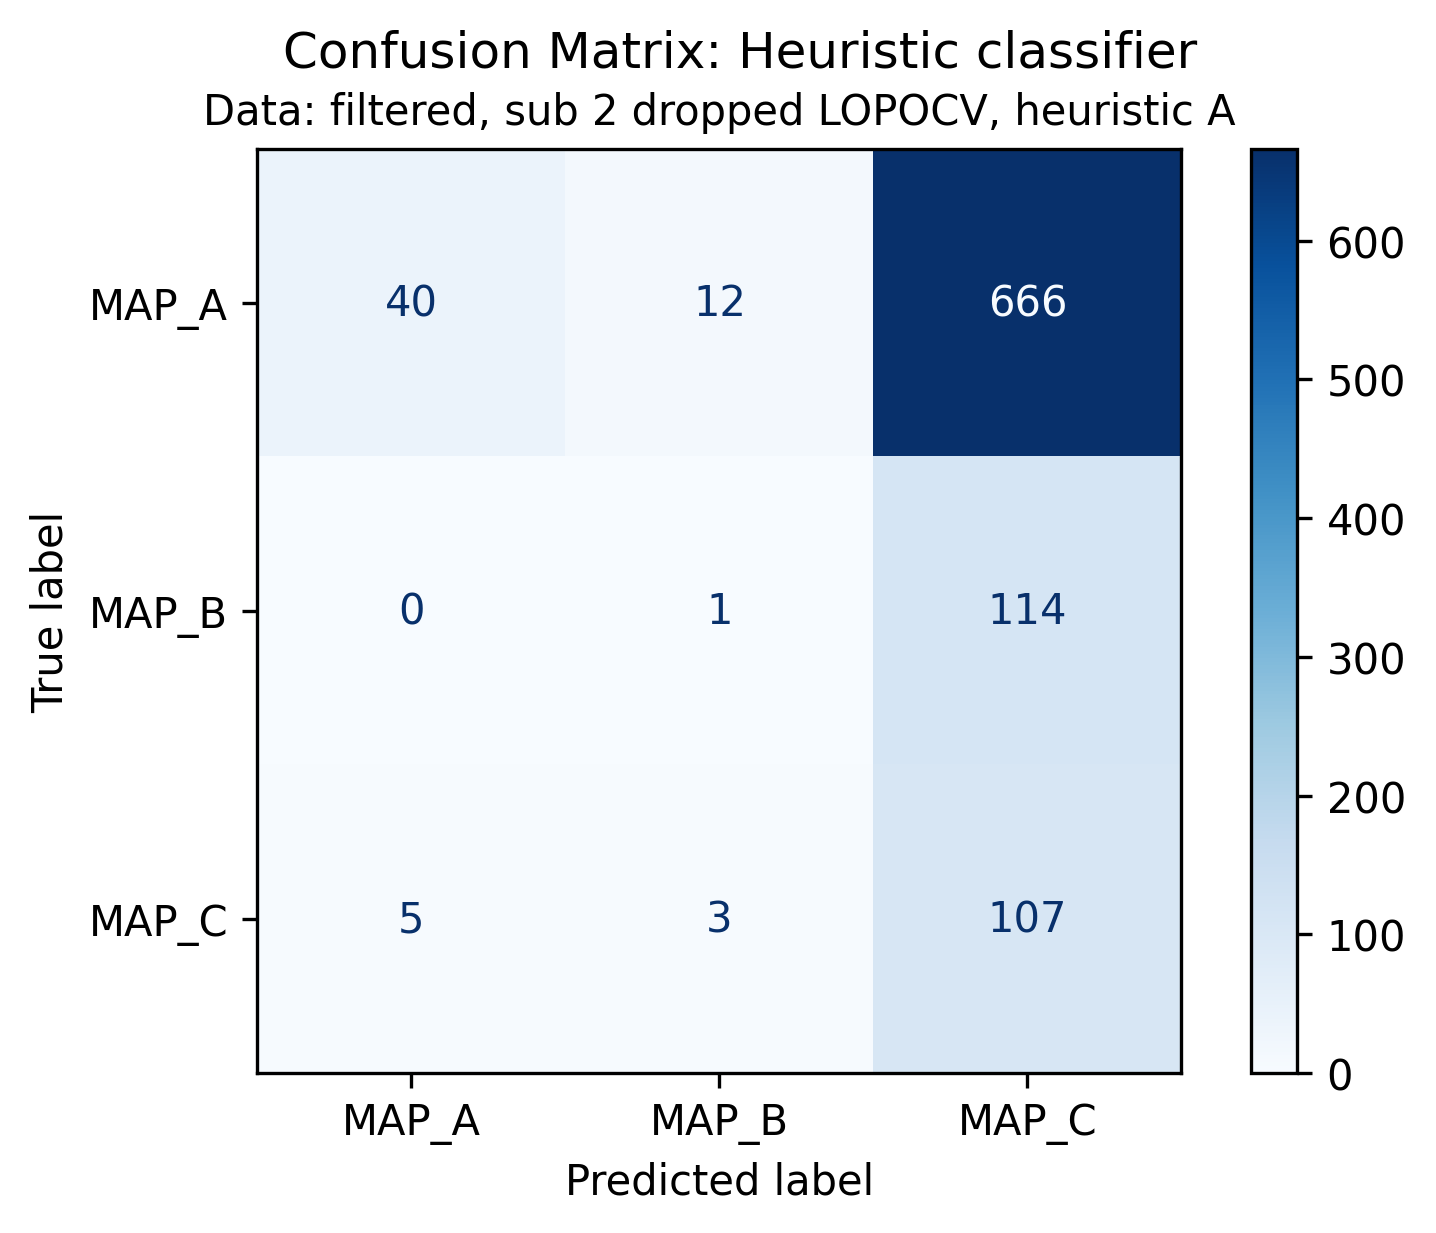 Confusion Matrix: Heuristic classifier
Data: filtered, sub 2 dropped LOPOCV, heuristic A
True label
MAP_A
40
12
666
MAP_B
0
1
114
MAP_C
5
3
107
MAP_A
MAP_B
MAP_C
Predicted label
600
500
400
300
200
100
0